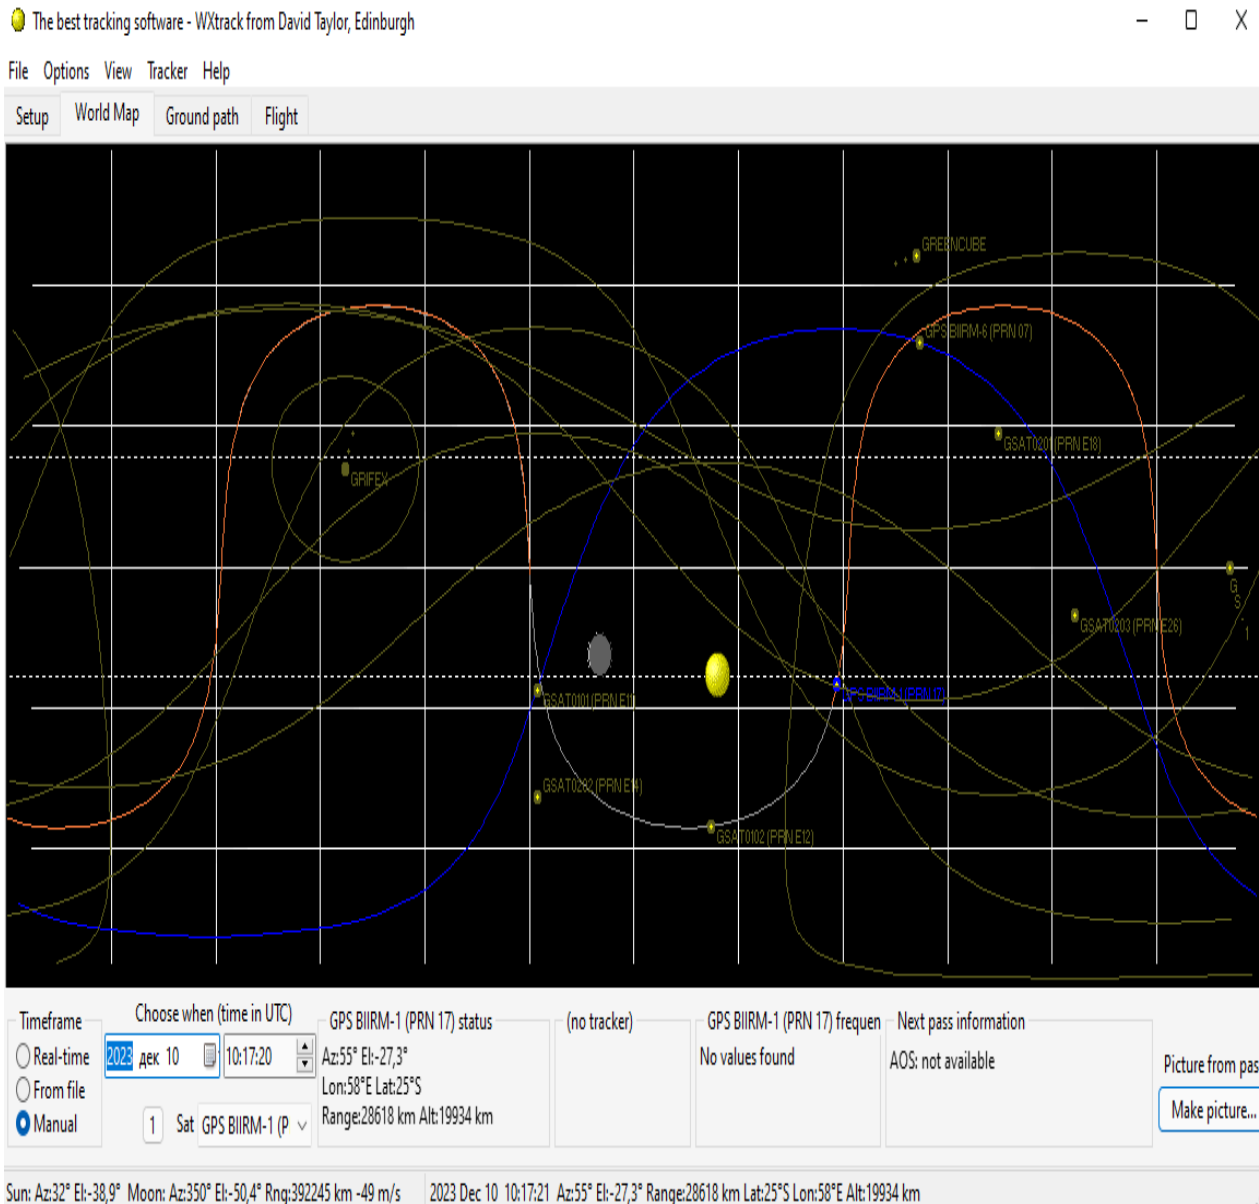 The best tracking software - WXtrack from David Taylor, Edinburgh
File Options View Tracker Help
Setup World Map Ground path Flight
GREENCUBE
GPS BIIRM-6 (PRN 07)
GSAT0201 (PRN E18)
GRIFEX
G
S
1
GSAT0203 (PRN E26)
GSAT0101 (PRN E11)
GPS BIIRM-1 (PRN 17)
GSAT0202 (PRN E14)
GSAT0102 (PRN E12)
Timeframe
Real-time
From file
Manual
Choose when (time in UTC)
2023 дек 10 10:17:20
1 Sat GPS BIIRM-1 (P
GPS BIIRM-1 (PRN 17) status
Az:55° El:-27,3°
Lon:58°E Lat:25°S
Range:28618 km Alt:19934 km
(no tracker)
GPS BIIRM-1 (PRN 17) frequen
No values found
Next pass information
AOS: not available
Picture from pas
Make picture...
Sun: Az:32° El:-38,9° Moon: Az:350° El:-50,4° Rng:392245 km -49 m/s
2023 Dec 10 10:17:21 Az:55° El:-27,3° Range:28618 km Lat:25°S Lon:58°E Alt:19934 km